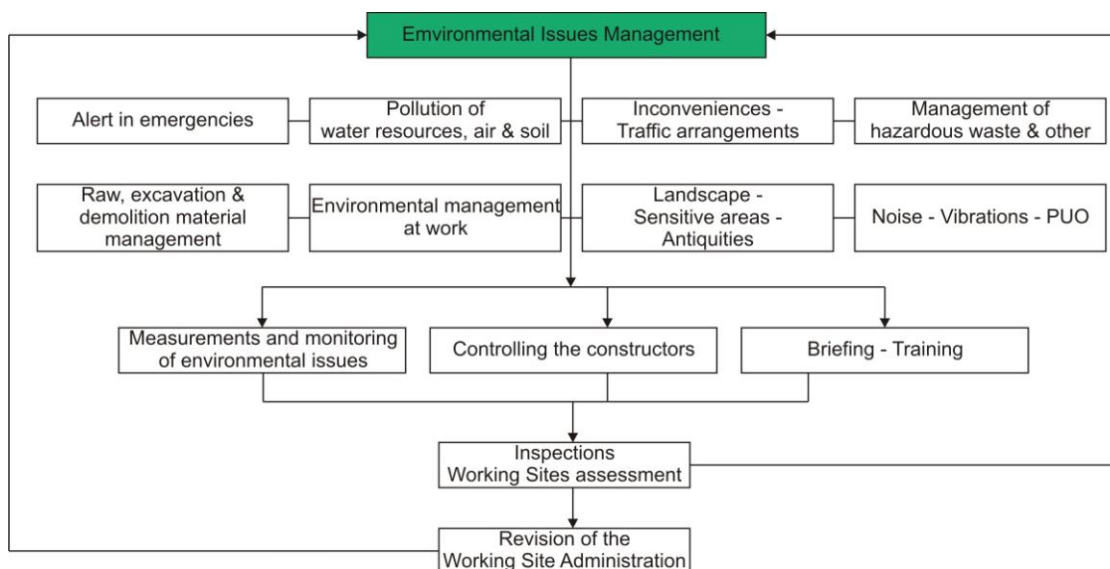 Emvironmental Issues Management
Alert in emergencies
Pollution of
water resources, air & soil
Inconveniences -
Traffic arrangements
Management of
hazardous waste & other
Raw, excavation &
demolition material
management
Environmental management
at work
Landscape -
Sensitive areas -
Antiquities
Noise - Vibrations - PUO
Measurements and monitoring
of environmental issues
Controlling the constructors
Briefing - Training
Inspections
Working Sites assessment
Revision of the
Working Site Administration